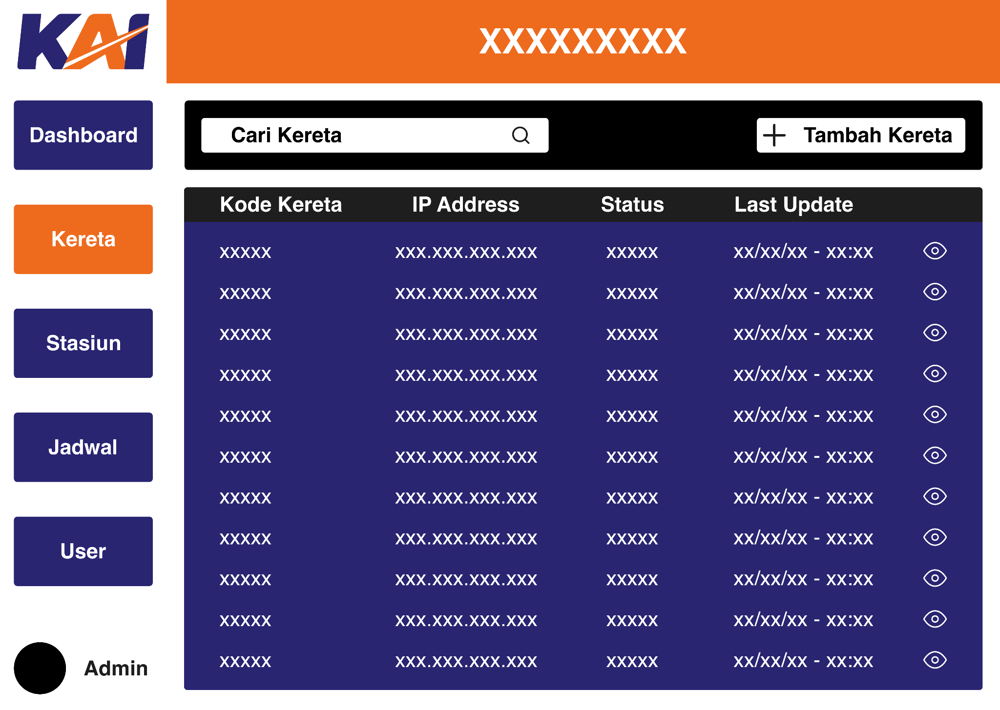 KAI
XXXXXXXXX
Dashboard
Kereta
Stasiun
Jadwal
User
Admin
Cari Kereta
Tambah Kereta
Kode Kereta IP Address Status Last Update
xxxxx xxx.xxx.xxx.xxx xxxxx xx/xx/xx - xx:xx
xxxxx xxx.xxx.xxx.xxx xxxxx xx/xx/xx - xx:xx
xxxxx xxx.xxx.xxx.xxx xxxxx xx/xx/xx - xx:xx
xxxxx xxx.xxx.xxx.xxx xxxxx xx/xx/xx - xx:xx
xxxxx xxx.xxx.xxx.xxx xxxxx xx/xx/xx - xx:xx
xxxxx xxx.xxx.xxx.xxx xxxxx xx/xx/xx - xx:xx
xxxxx xxx.xxx.xxx.xxx xxxxx xx/xx/xx - xx:xx
xxxxx xxx.xxx.xxx.xxx xxxxx xx/xx/xx - xx:xx
xxxxx xxx.xxx.xxx.xxx xxxxx xx/xx/xx - xx:xx
xxxxx xxx.xxx.xxx.xxx xxxxx xx/xx/xx - xx:xx
xxxxx xxx.xxx.xxx.xxx xxxxx xx/xx/xx - xx:xx